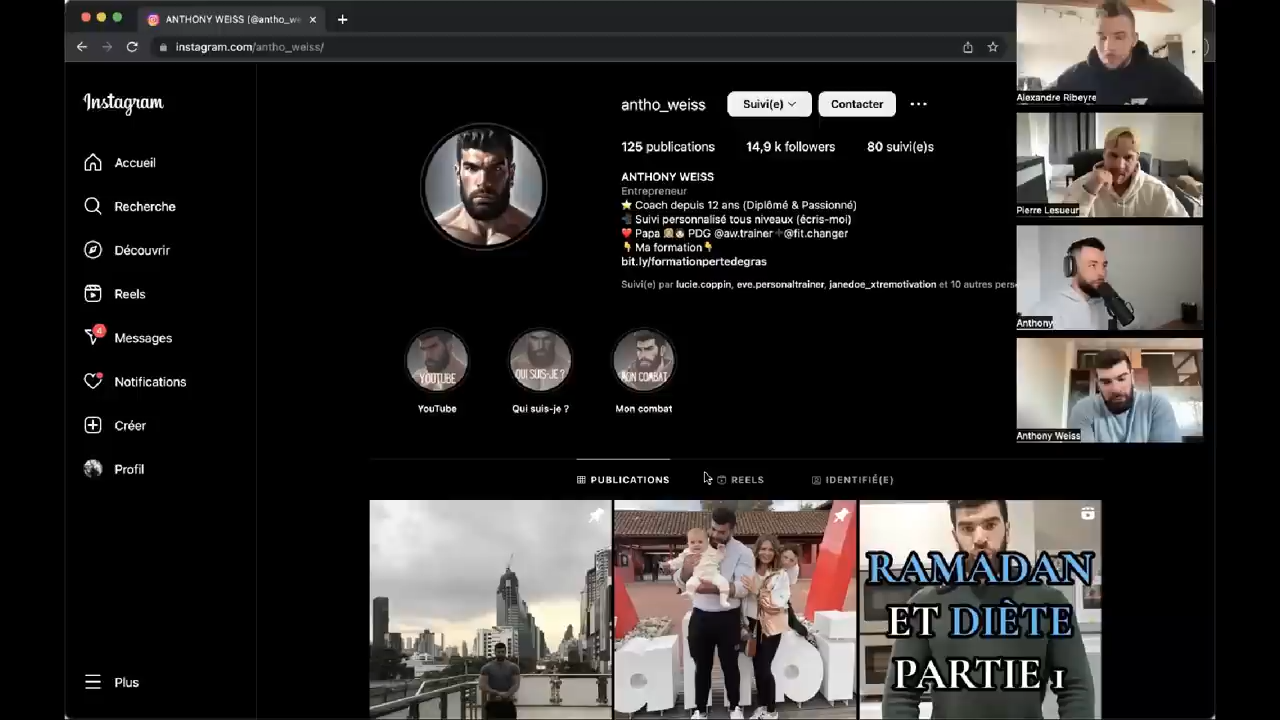 ANTHONY WEISS (@antho_we
instagram.com/antho_weiss/
Instagram
Accueil
Recherche
Découvrir
Reels
4
Messages
Notifications
Créer
Profil
Plus
antho_weiss
Suivi(e)
Contacter
125 publications
14,9 k followers
80 suivi(e)s
ANTHONY WEISS
Entrepreneur
Coach depuis 12 ans (Diplômé & Passionné)
Suivi personnalisé tous niveaux (écris-moi)
Papa PDG @aw.trainer @fit.changer
Ma formation
bit.ly/formationpertedegras
Suivi(e) par lucie.coppin, eve.personaltrainer, janedoe_xtremotivation et 10 autres pers
YOUTUBE
QUI SUIS-JE ?
MON COMBAT
YouTube
Qui suis-je ?
Mon combat
PUBLICATIONS
REELS
IDENTIFIÉ(E)
RAMADAN
ET DIÈTE
PARTIE 1
Alexandre Ribeyre
Pierre Lesueur
Anthony
Anthony Weiss